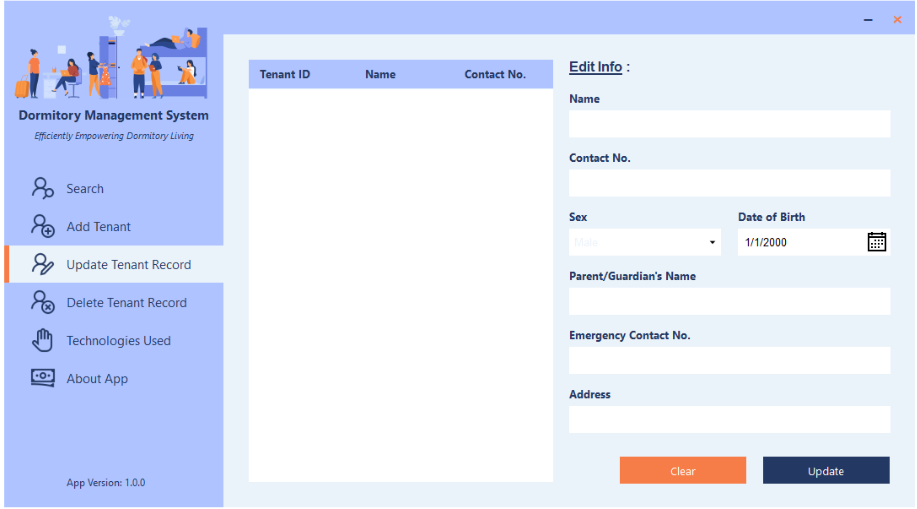 Dormitory Management System
Efficiently Empowering Dormitory Living
Search
Add Tenant
Update Tenant Record
Delete Tenant Record
Technologies Used
About App
App Version: 1.0.0
Tenant ID Name Contact No.
Edit Info :
Name
Contact No.
Sex Date of Birth
Male 1/1/2000
Parent/Guardian's Name
Emergency Contact No.
Address
Clear Update